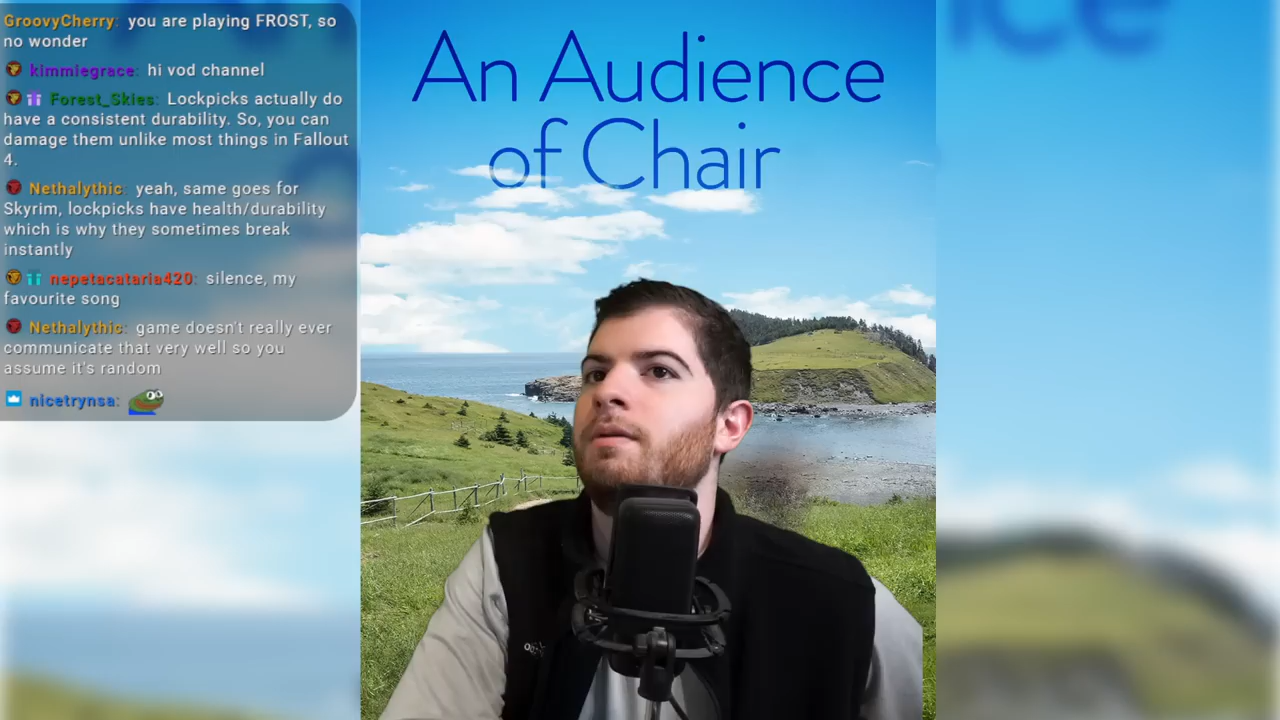 GroovyCherry: you are playing FROST, so
no wonder
kimmiegrace: hi vod channel
Forest_Skies: Lockpicks actually do
have a consistent durability. So, you can
damage them unlike most things in Fallout
4.
Nethalythic: yeah, same goes for
Skyrim, lockpicks have health/durability
which is why they sometimes break
instantly
nepetacataria420: silence, my
favourite song
Nethalythic: game doesn't really ever
communicate that very well so you
assume it's random
nicetrynsa:
An Audience
of Chair